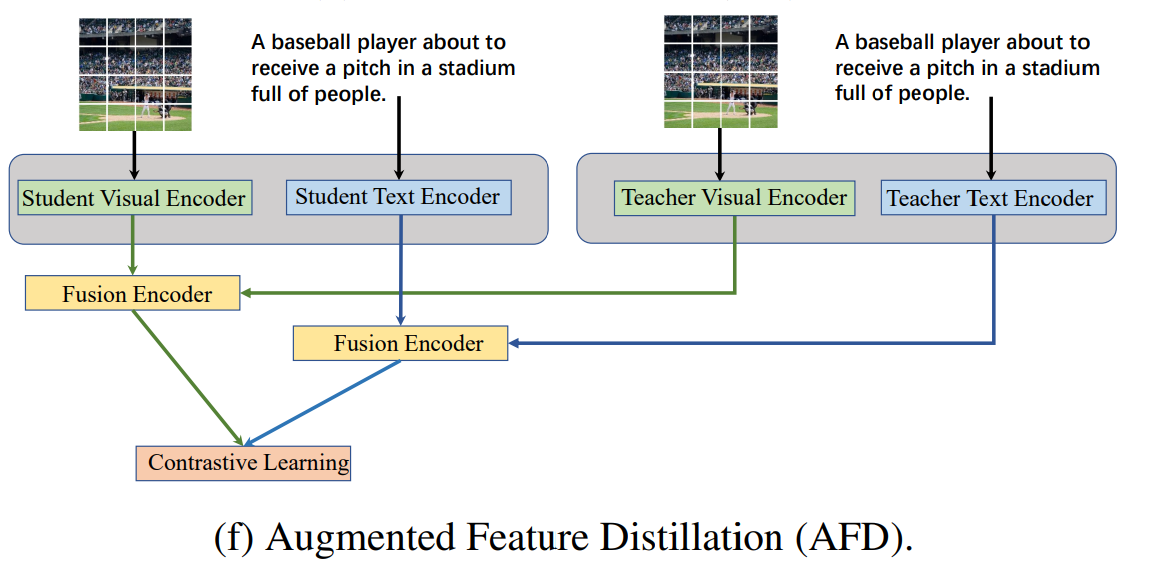 A baseball player about to
receive a pitch in a stadium
full of people.
A baseball player about to
receive a pitch in a stadium
full of people.
Student Visual Encoder
Student Text Encoder
Teacher Visual Encoder
Teacher Text Encoder
Fusion Encoder
Fusion Encoder
Contrastive Learning
(f) Augmented Feature Distillation (AFD).